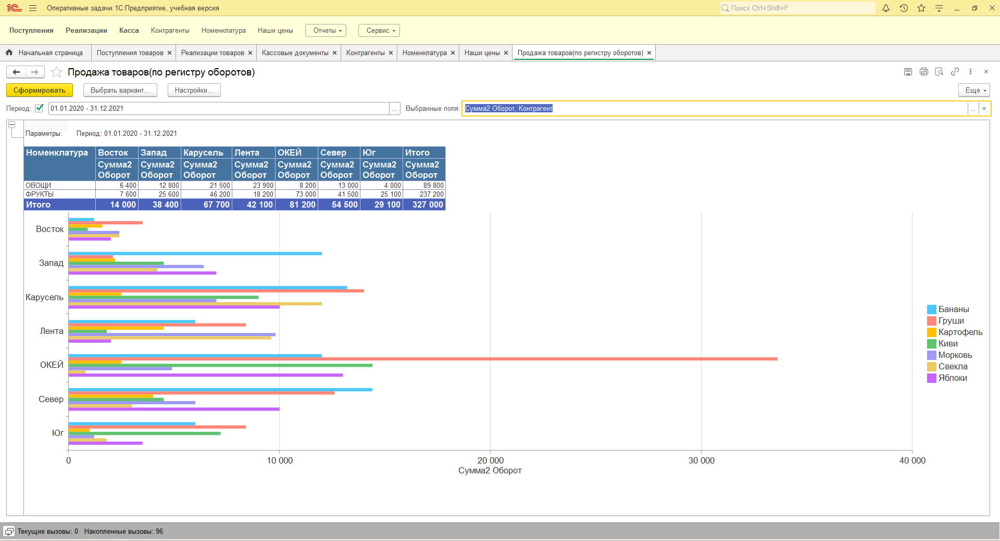 1С Оперативные задачи 1С:Предприятие, учебная версия Поиск Ctrl+Shift+F
Поступления Реализации Касса Контрагенты Номенклатура Наши цены Отчеты Сервис
Начальная страница Поступления товаров × Реализации товаров × Кассовые документы × Контрагенты × Номенклатура × Наши цены × Продажа товаров(по регистру оборотов) ×
Продажа товаров(по регистру оборотов)
Сформировать Выбрать вариант... Настройки... Еще
Период: 01.01.2020 - 31.12.2021 ... Выбранные поля: Сумма2 Оборот, Контрагент ... ×
Параметры: Период: 01.01.2020 - 31.12.2021
Номенклатура Восток Запад Карусель Лента ОКЕЙ Север Юг Итого
Сумма2 Сумма2 Сумма2 Сумма2 Сумма2 Сумма2 Сумма2 Сумма2
Оборот Оборот Оборот Оборот Оборот Оборот Оборот Оборот
ОВОЩИ 6 400 12 800 21 500 23 900 8 200 13 000 4 000 89 800
ФРУКТЫ 7 600 25 600 46 200 18 200 73 000 41 500 25 100 237 200
Итого 14 000 38 400 67 700 42 100 81 200 54 500 29 100 327 000
Восток
Запад
Карусель
Лента
ОКЕЙ
Север
Юг
0 10 000 20 000 30 000 40 000
Сумма2 Оборот
Бананы
Груши
Картофель
Киви
Морковь
Свекла
Яблоки
Текущие вызовы: 0 Накопленные вызовы: 96